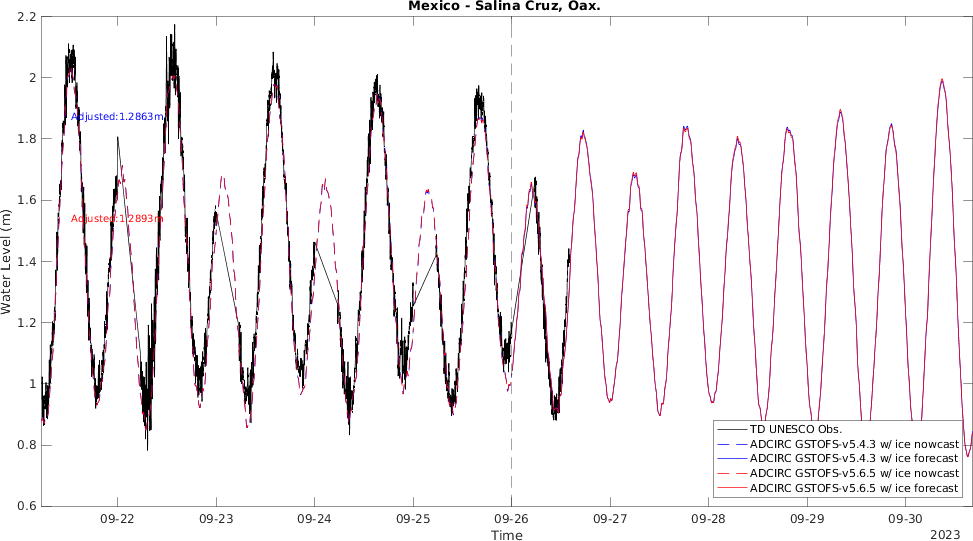 Mexico - Salina Cruz, Oax.
2.2
2
1.8
1.6
1.4
1.2
1
0.8
0.6
Water Level (m)
Adjusted:1.2863m
Adjusted:1.2893m
TD UNESCO Obs.
ADCIRC GSTOFS-v5.4.3 w/ ice nowcast
ADCIRC GSTOFS-v5.4.3 w/ ice forecast
ADCIRC GSTOFS-v5.6.5 w/ ice nowcast
ADCIRC GSTOFS-v5.6.5 w/ ice forecast
09-22 09-23 09-24 09-25 09-26 09-27 09-28 09-29 09-30
Time
2023